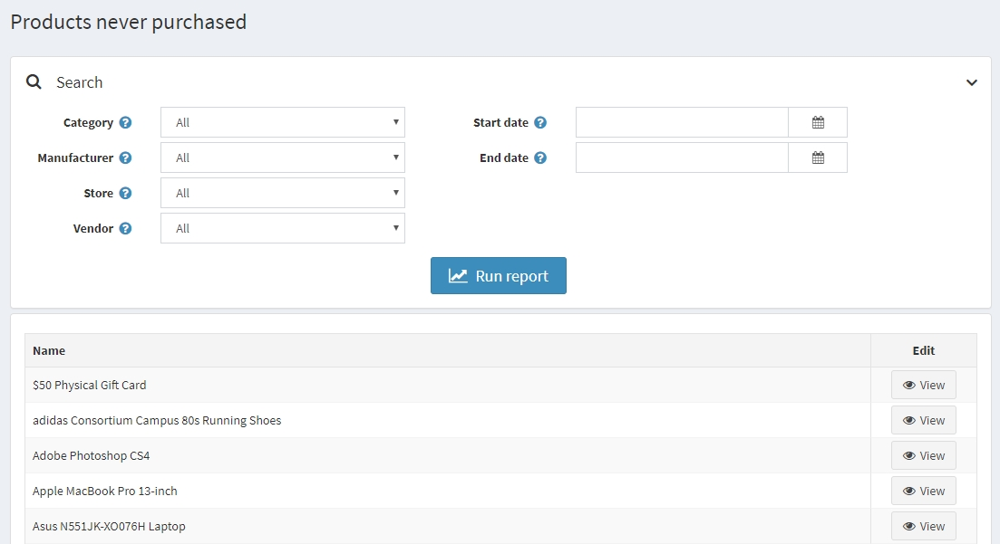 Products never purchased
Search
Category All Start date
Manufacturer All End date
Store All
Vendor All
Run report
Name Edit
$50 Physical Gift Card View
adidas Consortium Campus 80s Running Shoes View
Adobe Photoshop CS4 View
Apple MacBook Pro 13-inch View
Asus N551JK-XO076H Laptop View